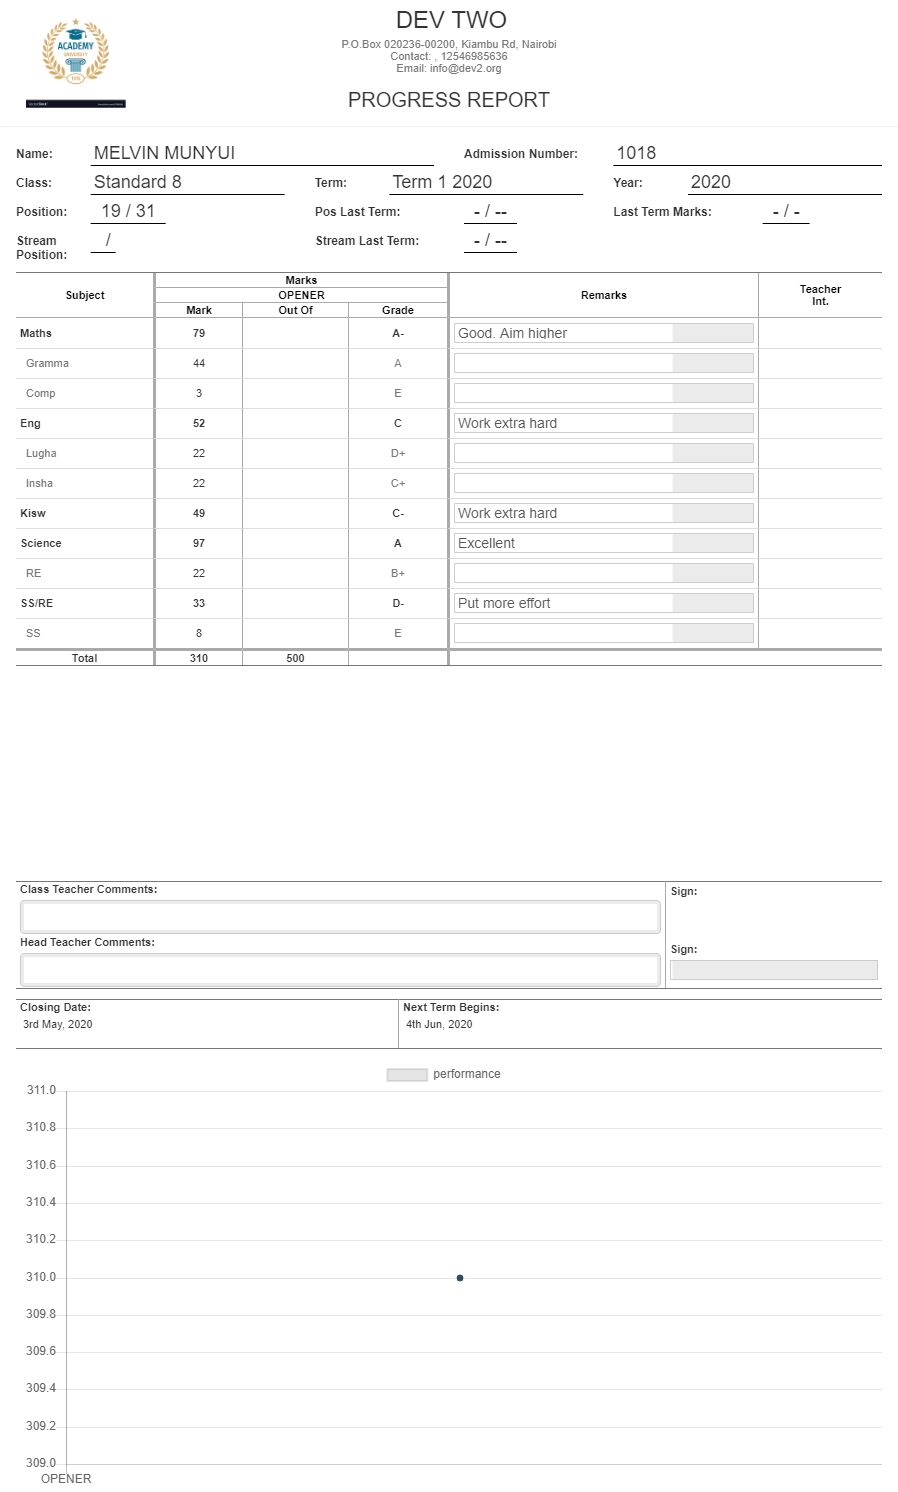 DEV TWO
P.O.Box 020236-00200, Kiambu Rd, Nairobi
Contact: , 12546985636
Email: info@dev2.org
PROGRESS REPORT
ACADEMY
UNIVERSITY
Name: MELVIN MUNYUI Admission Number: 1018
Class: Standard 8 Term: Term 1 2020 Year: 2020
Position: 19 / 31 Pos Last Term: - / -- Last Term Marks: - / -
Stream Position: / Stream Last Term: - / --
Subject Marks Remarks Teacher Int.
OPENER
Mark Out Of Grade
Maths 79 A- Good. Aim higher
Gramma 44 A
Comp 3 E
Eng 52 C Work extra hard
Lugha 22 D+
Insha 22 C+
Kisw 49 C- Work extra hard
Science 97 A Excellent
RE 22 B+
SS/RE 33 D- Put more effort
SS 8 E
Total 310 500
Class Teacher Comments: Sign:
Head Teacher Comments: Sign:
Closing Date: Next Term Begins:
3rd May, 2020 4th Jun, 2020
performance
311.0
310.8
310.6
310.4
310.2
310.0
309.8
309.6
309.4
309.2
309.0
OPENER